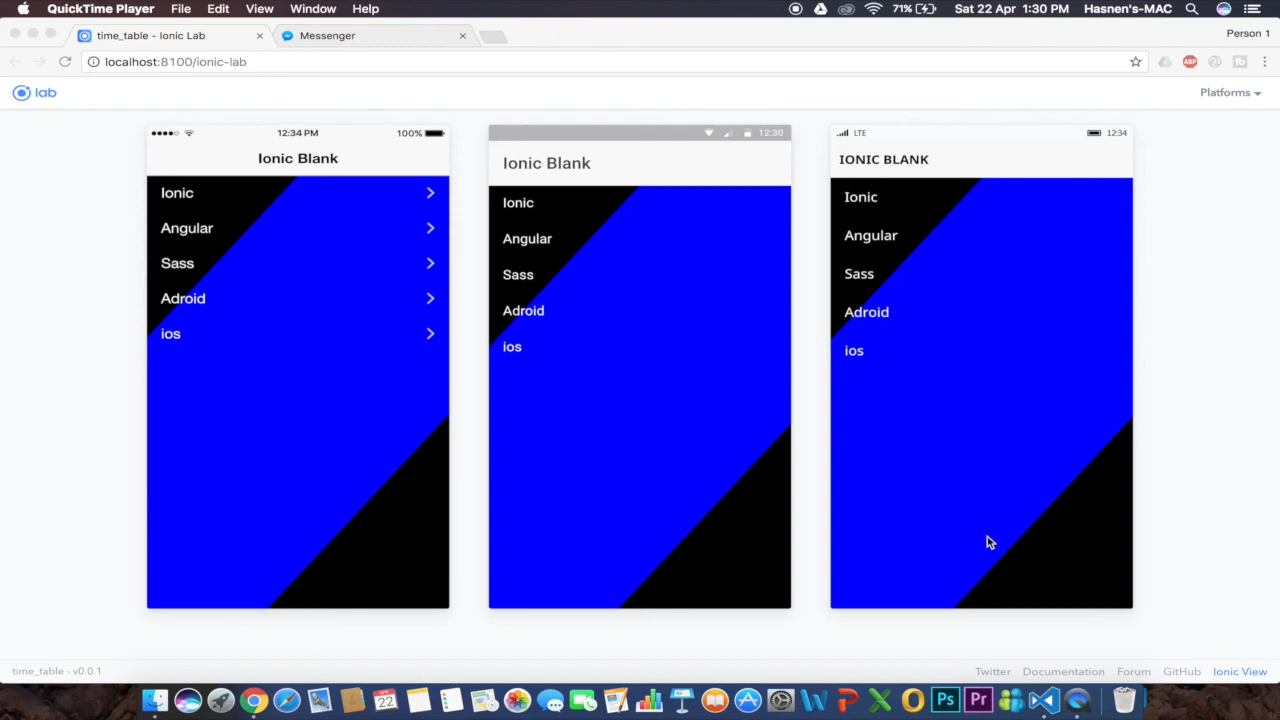 QuickTime Player File Edit View Window Help 71% Sat 22 Apr 1:30 PM Hasnen's-MAC
time_table - Ionic Lab Messenger Person 1
localhost:8100/ionic-lab
lab Platforms
12:34 PM 100%
Ionic Blank
Ionic
Angular
Sass
Adroid
ios
12:30
Ionic Blank
Ionic
Angular
Sass
Adroid
ios
LTE 12:34
IONIC BLANK
Ionic
Angular
Sass
Adroid
ios
time_table - v0.0.1 Twitter Documentation Forum GitHub Ionic View